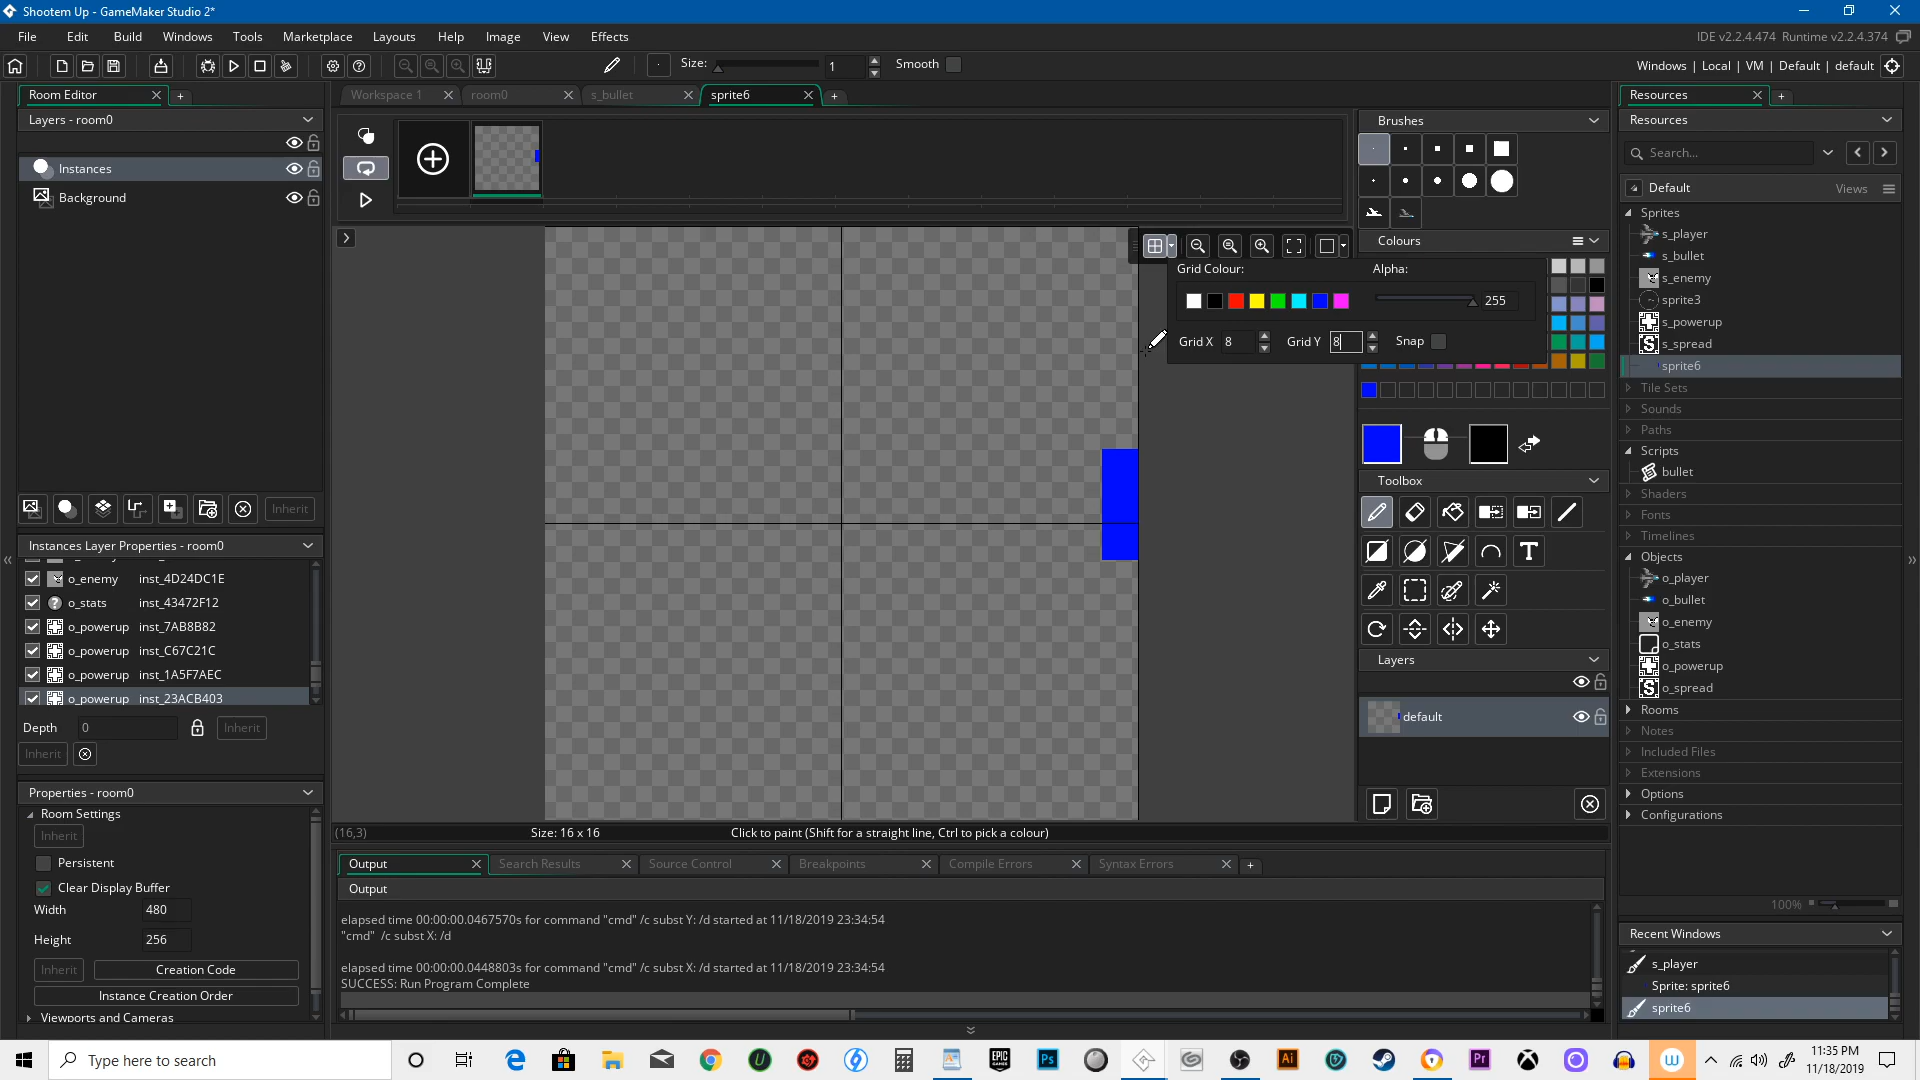 Shootem Up - GameMaker Studio 2*
File Edit Build Windows Tools Marketplace Layouts Help Image View Effects
IDE v2.2.4.474 Runtime v2.2.4.374
Size: 1 Smooth
Windows | Local | VM | Default | default
Room Editor
Workspace 1 room0 s_bullet sprite6
Resources
Layers - room0
Brushes
Resources
Search...
Instances
Default Views
Background
Sprites
s_player
Colours
s_bullet
Grid Colour: Alpha:
s_enemy
255
sprite3
s_powerup
Grid X 8 Grid Y 8 Snap
s_spread
sprite6
Tile Sets
Sounds
Paths
Scripts
bullet
Toolbox
Shaders
Inherit
Fonts
Timelines
Instances Layer Properties - room0
Objects
o_enemy inst_4D24DC1E
o_player
o_stats inst_43472F12
o_bullet
o_powerup inst_7AB8B82
o_enemy
o_powerup inst_C67C21C
o_stats
Layers
o_powerup inst_1A5F7AEC
o_powerup
o_powerup inst_23ACB403
o_spread
default
Rooms
Depth 0 Inherit
Notes
Inherit
Included Files
Extensions
Properties - room0
Options
Room Settings
Configurations
Inherit
(16,3) Size: 16 x 16 Click to paint (Shift for a straight line, Ctrl to pick a colour)
Persistent
Output Search Results Source Control Breakpoints Compile Errors Syntax Errors
Clear Display Buffer
Output
Width 480
100%
elapsed time 00:00:00.0467570s for command "cmd" /c subst Y: /d started at 11/18/2019 23:34:54
"cmd" /c subst X: /d
Height 256
Recent Windows
Inherit Creation Code
s_player
elapsed time 00:00:00.0448803s for command "cmd" /c subst X: /d started at 11/18/2019 23:34:54
SUCCESS: Run Program Complete
Sprite: sprite6
Instance Creation Order
sprite6
Viewports and Cameras
Type here to search
EPIC GAMES
Ps
Ai
Pr
11:35 PM
11/18/2019